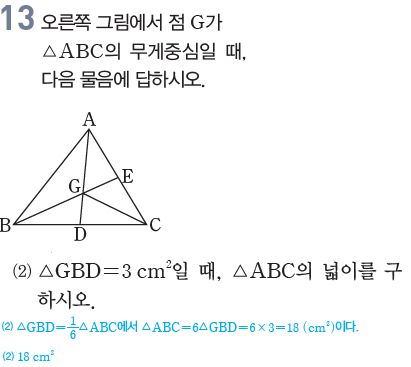 13 오른쪽 그림에서 점 G가
△ABC의 무게중심일 때,
다음 물음에 답하시오.
A
E
G
B
D
C
⑵ △GBD=3 cm²일 때, △ABC의 넓이를 구
하시오.
⑵ △GBD=1/6△ABC에서 △ABC=6△GBD=6×3=18 (cm²)이다.
⑵ 18 cm²